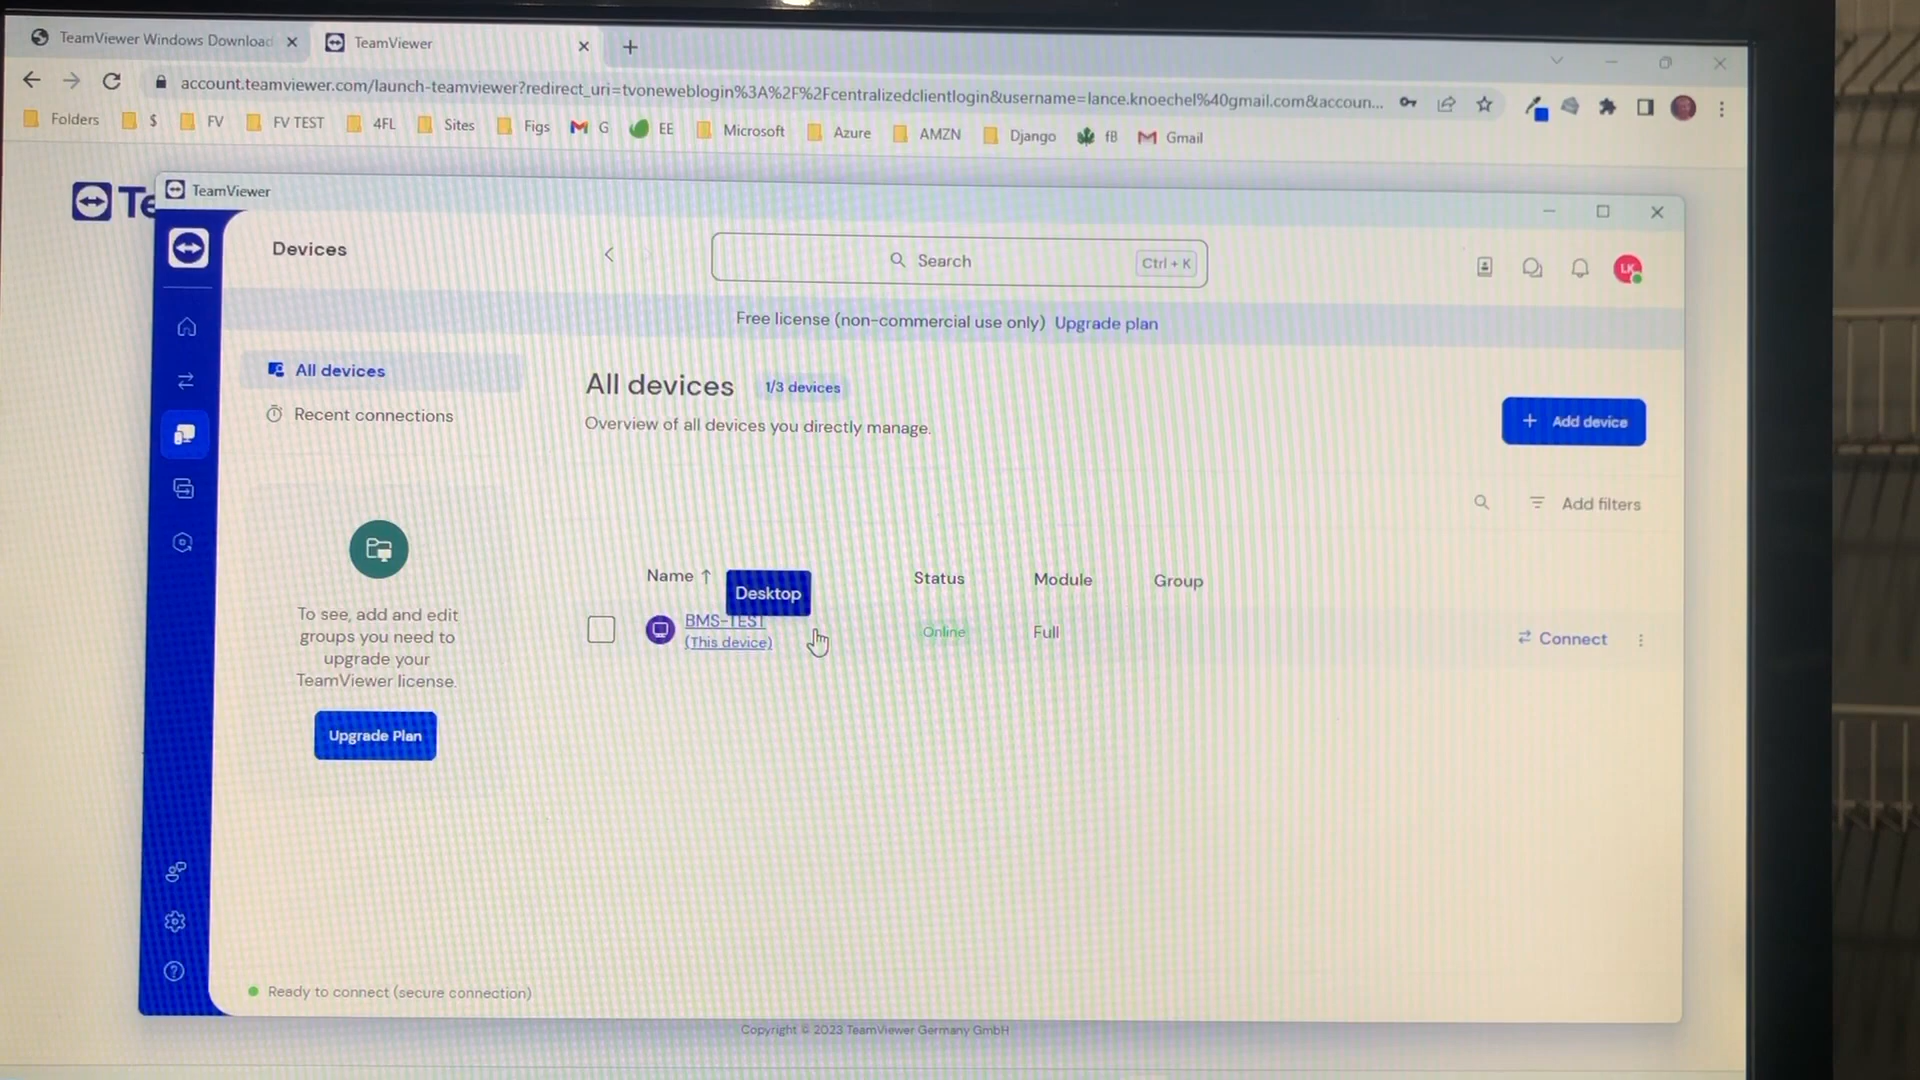 TeamViewer Windows Download
TeamViewer
account.teamviewer.com/launch-teamviewer?redirect_uri=tvoneweblogin%3A%2F%2Fcentralizedclientlogin&username=lance.knoechel%40gmail.com&accoun...
Folders
$
FV
FV TEST
4FL
Sites
Figs
G
EE
Microsoft
Azure
AMZN
Django
fB
Gmail
Te
TeamViewer
Devices
Search
Ctrl + K
LK
Free license (non-commercial use only) Upgrade plan
All devices
Recent connections
All devices
1/3 devices
Overview of all devices you directly manage.
+ Add device
Add filters
To see, add and edit
groups you need to
upgrade your
TeamViewer license.
Upgrade Plan
Name ↑
Status
Module
Group
Desktop
BMS-TEST
(This device)
Online
Full
Connect
Ready to connect (secure connection)
Copyright © 2023 TeamViewer Germany GmbH